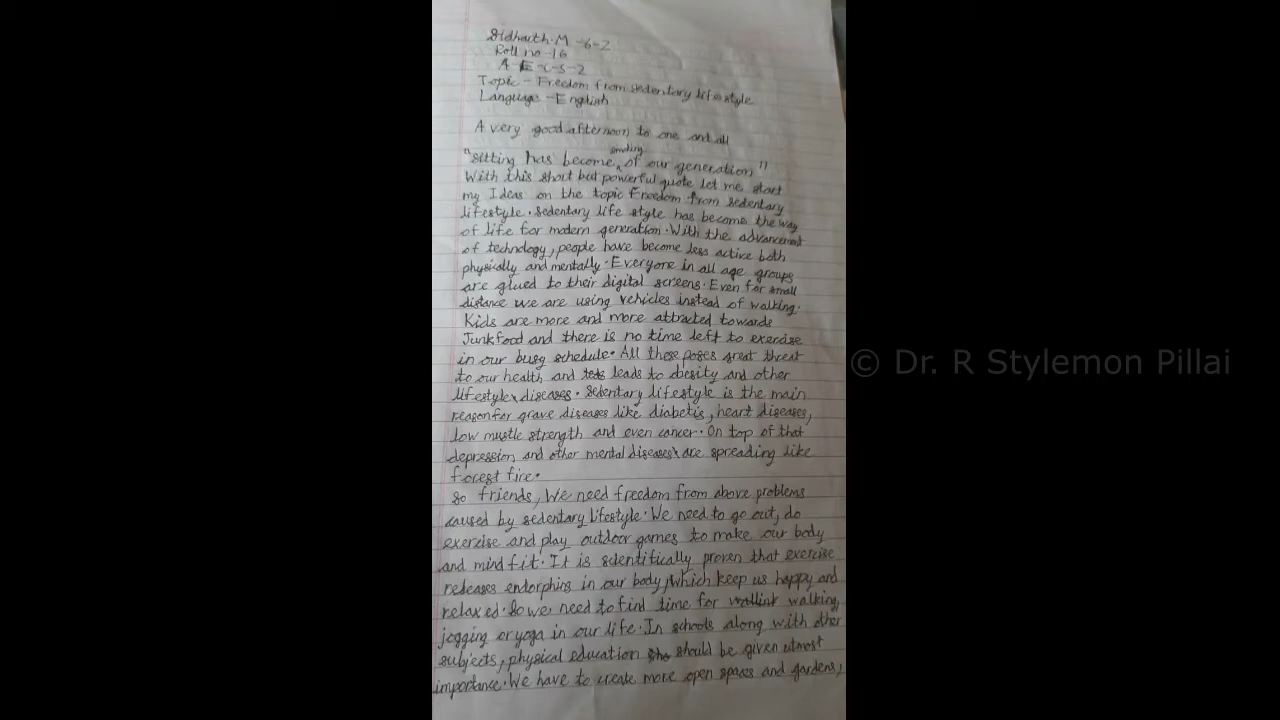 Sidharth.M -6-Z
Roll no -16
Topic - Freedom from sedentary lifestyle
Language - English
A very good afternoon to one and all
"sitting has become smoking of our generation"
With this short but powerful quote let me start
my Ideas on the topic Freedom from sedentary
lifestyle. sedentary life style has become the way
of life for modern generation. With the advancement
of technology, people have become less active both
physically and mentally. Everyone in all age groups
are glued to their digital screens. Even for small
distance we are using vehicles instead of walking.
Kids are more and more attracted towards
Junkfood and there is no time left to exercise
in our busy schedule. All these poses great threat
to our health and leads to obesity and other
lifestyle diseases. Sedentary lifestyle is the main
reason for grave diseases like diabetis, heart diseases,
low mustle strength and even cancer. On top of that
depression and other mental diseases are spreading like
forest fire.
So friends, We need freedom from above problems
caused by sedentary lifestyle. We need to go out, do
exercise and play outdoor games to make our body
and mind fit. It is scientifically proven that exercise
releases endorphins in our body, which keep us happy and
relaxed. So we need to find time for walking,
jogging or yoga in our life. In schools along with other
subjects, physical education should be given utmost
importance. We have to create more open spaces and gardens,
© Dr. R Stylemon Pillai